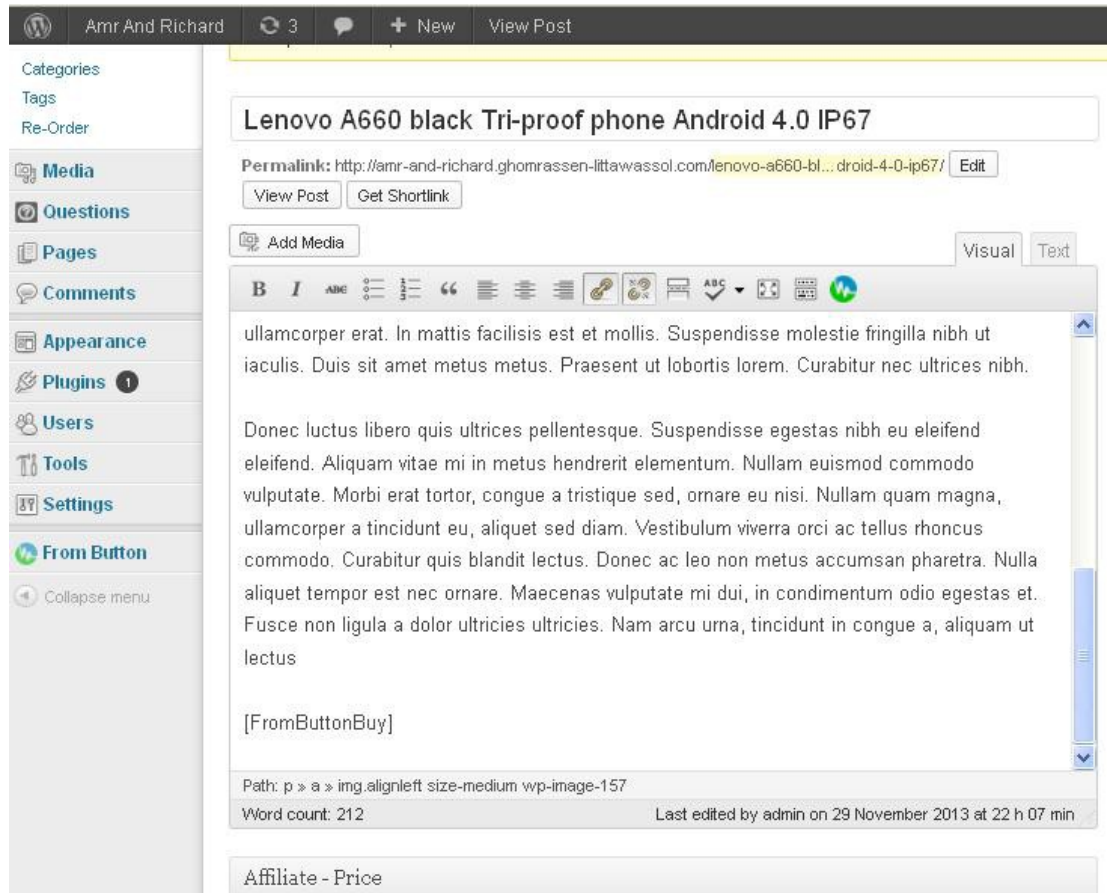 Amr And Richard 3 + New View Post
Categories
Tags
Re-Order
Media
Questions
Pages
Comments
Appearance
Plugins 1
Users
Tools
Settings
From Button
Collapse menu
Lenovo A660 black Tri-proof phone Android 4.0 IP67
Permalink: http://amr-and-richard.ghomrassen-littawassol.com/lenovo-a660-bl...droid-4-0-ip67/ Edit
View Post Get Shortlink
Add Media
Visual Text
B I ABC ABC
ullamcorper erat. In mattis facilisis est et mollis. Suspendisse molestie fringilla nibh ut
iaculis. Duis sit amet metus metus. Praesent ut lobortis lorem. Curabitur nec ultrices nibh.
Donec luctus libero quis ultrices pellentesque. Suspendisse egestas nibh eu eleifend
eleifend. Aliquam vitae mi in metus hendrerit elementum. Nullam euismod commodo
vulputate. Morbi erat tortor, congue a tristique sed, ornare eu nisi. Nullam quam magna,
ullamcorper a tincidunt eu, aliquet sed diam. Vestibulum viverra orci ac tellus rhoncus
commodo. Curabitur quis blandit lectus. Donec ac leo non metus accumsan pharetra. Nulla
aliquet tempor est nec ornare. Maecenas vulputate mi dui, in condimentum odio egestas et.
Fusce non ligula a dolor ultricies ultricies. Nam arcu urna, tincidunt in congue a, aliquam ut
lectus
[FromButtonBuy]
Path: p » a » img.alignleft size-medium wp-image-157
Word count: 212 Last edited by admin on 29 November 2013 at 22 h 07 min
Affiliate - Price